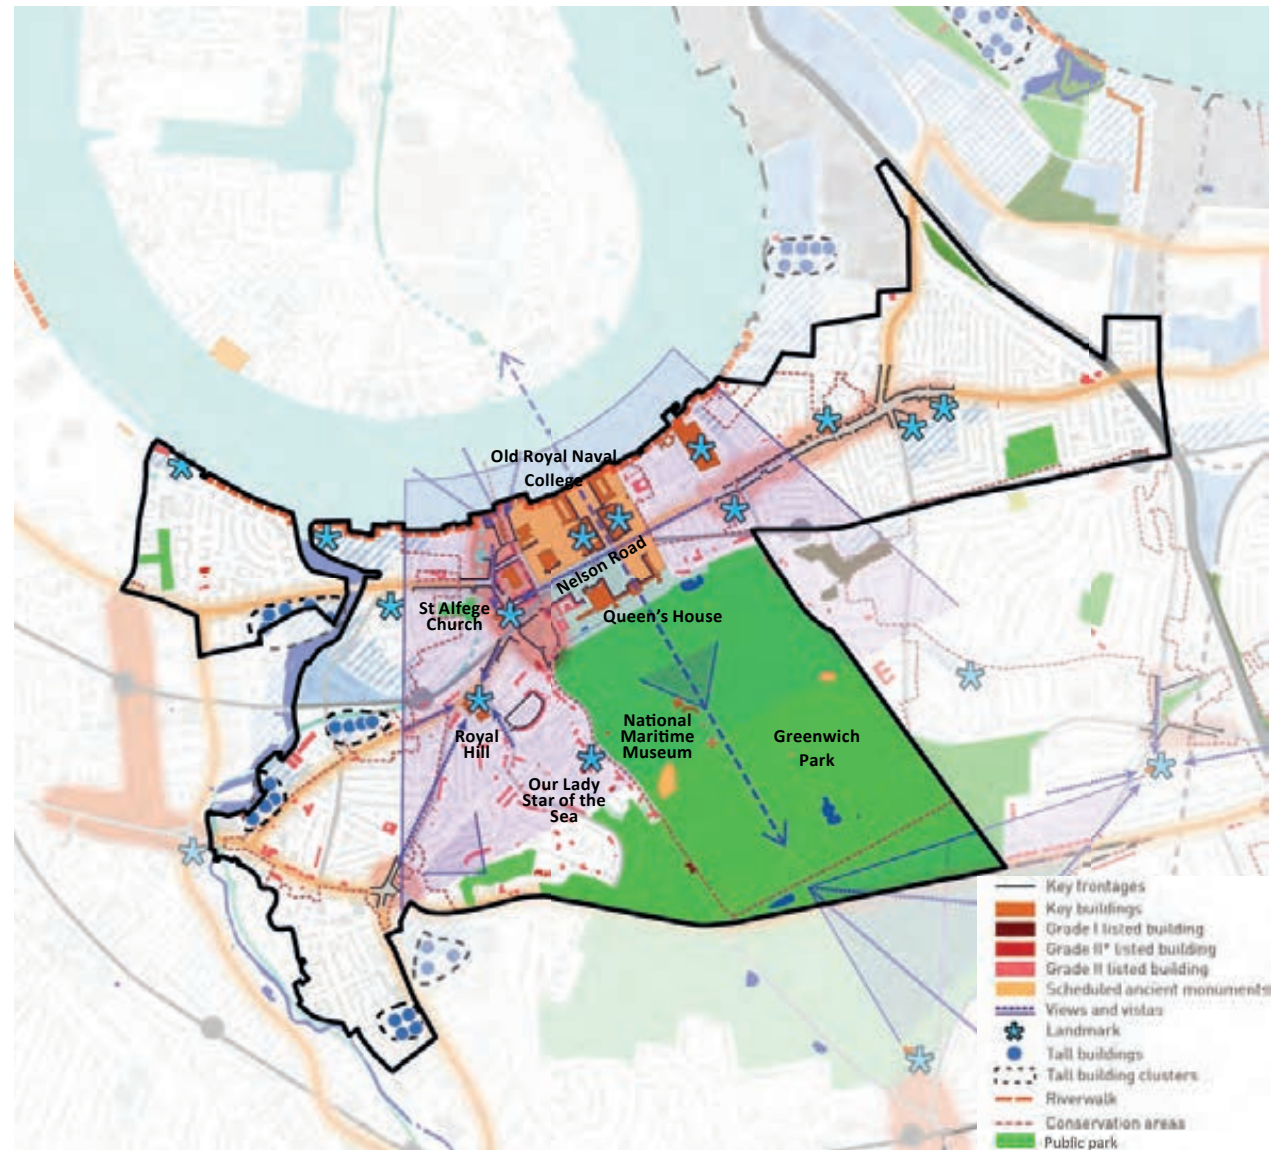 Old Royal Naval
College
Nelson Road
St Alfege
Church
Queen's House
Royal
Hill
National
Maritime
Museum
Greenwich
Park
Our Lady
Star of the
Sea
Key frontages
Key buildings
Grade I listed building
Grade II* listed building
Grade II listed building
Scheduled ancient monuments
Views and vistas
Landmark
Tall buildings
Tall building clusters
Riverwalk
Conservation areas
Public park